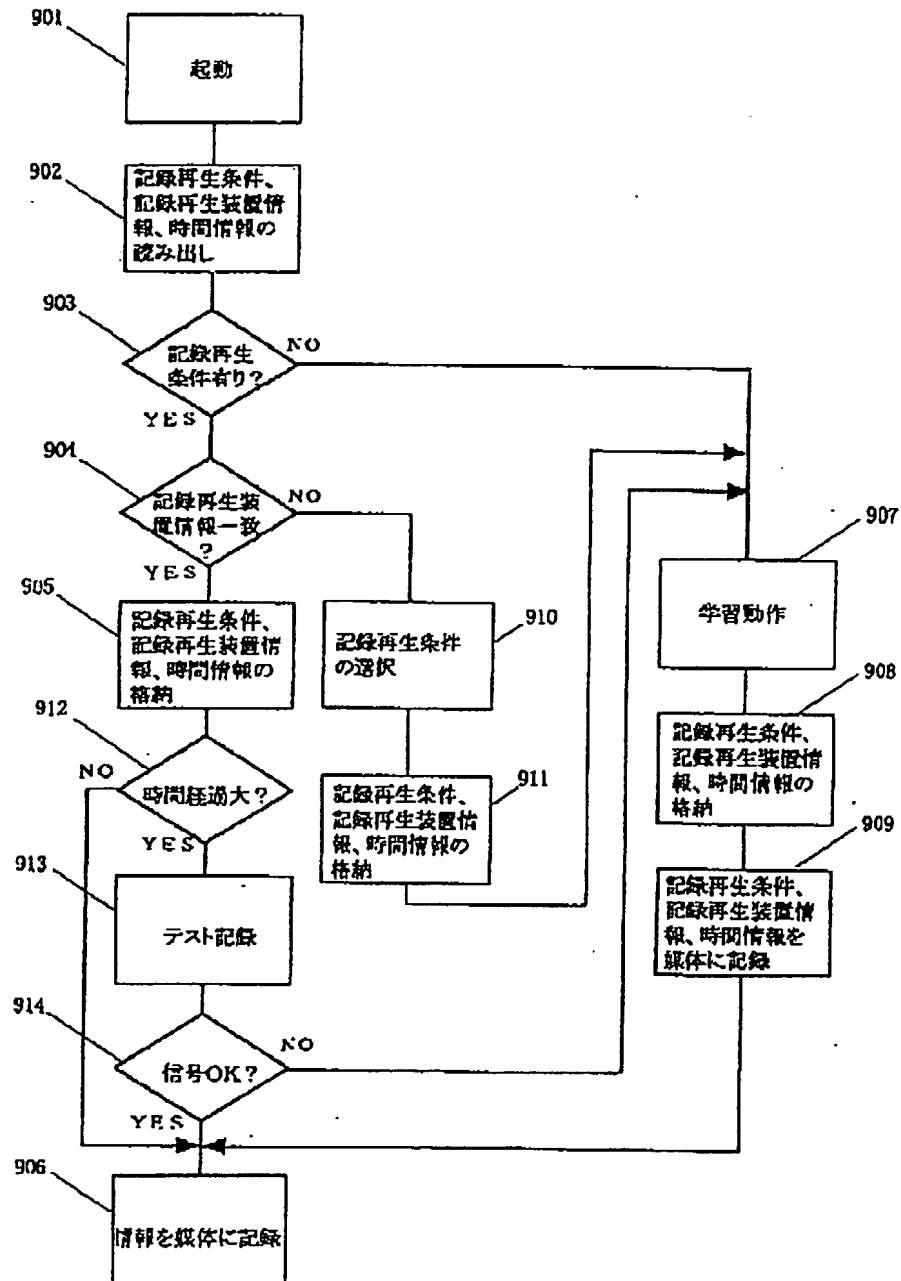 901
起動
902
記録再生条件、
記録再生装置情
報、時間情報の
読み出し
903
記録再生
条件有り？
NO
YES
904
記録再生装
置情報一致
？
NO
YES
905
記録再生条件、
記録再生装置情
報、時間情報の
格納
910
記録再生条件
の選択
907
学習動作
908
記録再生条件、
記録再生装置情
報、時間情報の
格納
912
時間経過大？
NO
YES
911
記録再生条件、
記録再生装置情
報、時間情報の
格納
909
記録再生条件、
記録再生装置情
報、時間情報を
媒体に記録
913
テスト記録
914
信号OK？
NO
YES
906
情報を媒体に記録